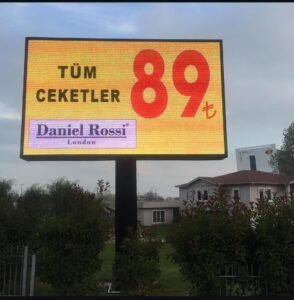 TÜM
CEKETLER
89₺
Daniel Rossi®
London